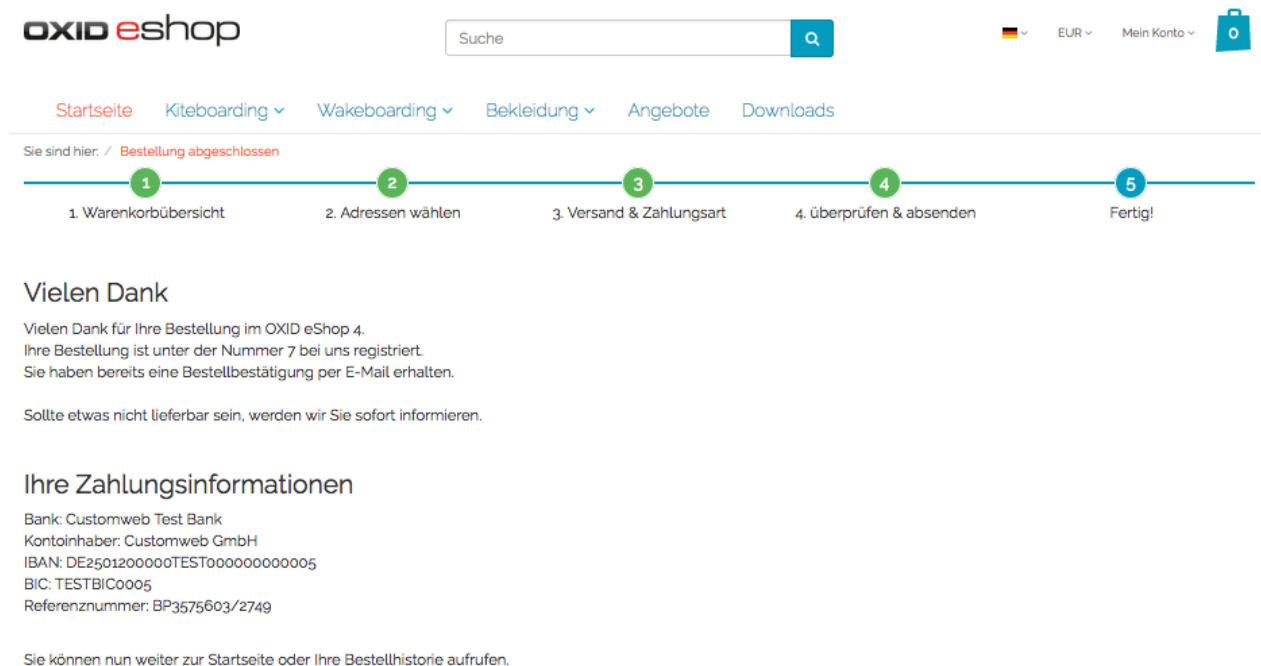 OXID eshop
Suche
EUR
Mein Konto
0
Startseite Kiteboarding Wakeboarding Bekleidung Angebote Downloads
Sie sind hier: / Bestellung abgeschlossen
1 2 3 4 5
1. Warenkorbübersicht 2. Adressen wählen 3. Versand & Zahlungsart 4. überprüfen & absenden Fertig!
Vielen Dank
Vielen Dank für Ihre Bestellung im OXID eShop 4.
Ihre Bestellung ist unter der Nummer 7 bei uns registriert.
Sie haben bereits eine Bestellbestätigung per E-Mail erhalten.
Sollte etwas nicht lieferbar sein, werden wir Sie sofort informieren.
Ihre Zahlungsinformationen
Bank: Customweb Test Bank
Kontoinhaber: Customweb GmbH
IBAN: DE2501200000TEST000000000005
BIC: TESTBIC0005
Referenznummer: BP3575603/2749
Sie können nun weiter zur Startseite oder Ihre Bestellhistorie aufrufen.